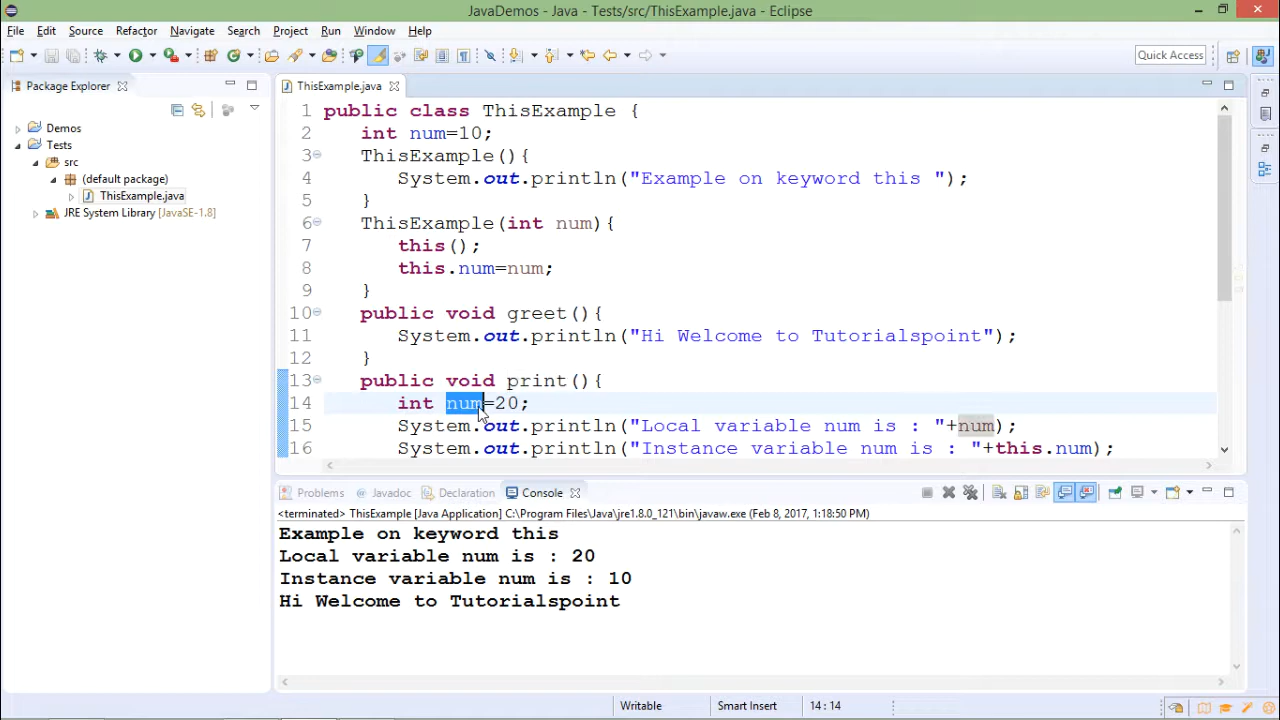 JavaDemos - Java - Tests/src/ThisExample.java - Eclipse
File Edit Source Refactor Navigate Search Project Run Window Help
Quick Access
Package Explorer
Demos
Tests
src
(default package)
ThisExample.java
JRE System Library [JavaSE-1.8]
ThisExample.java
1 public class ThisExample {
2 int num=10;
3 ThisExample(){
4 System.out.println("Example on keyword this ");
5 }
6 ThisExample(int num){
7 this();
8 this.num=num;
9 }
10 public void greet(){
11 System.out.println("Hi Welcome to Tutorialspoint");
12 }
13 public void print(){
14 int num=20;
15 System.out.println("Local variable num is : "+num);
16 System.out.println("Instance variable num is : "+this.num);
Problems Javadoc Declaration Console
<terminated> ThisExample [Java Application] C:\Program Files\Java\jre1.8.0_121\bin\javaw.exe (Feb 8, 2017, 1:18:50 PM)
Example on keyword this
Local variable num is : 20
Instance variable num is : 10
Hi Welcome to Tutorialspoint
Writable Smart Insert 14 : 14